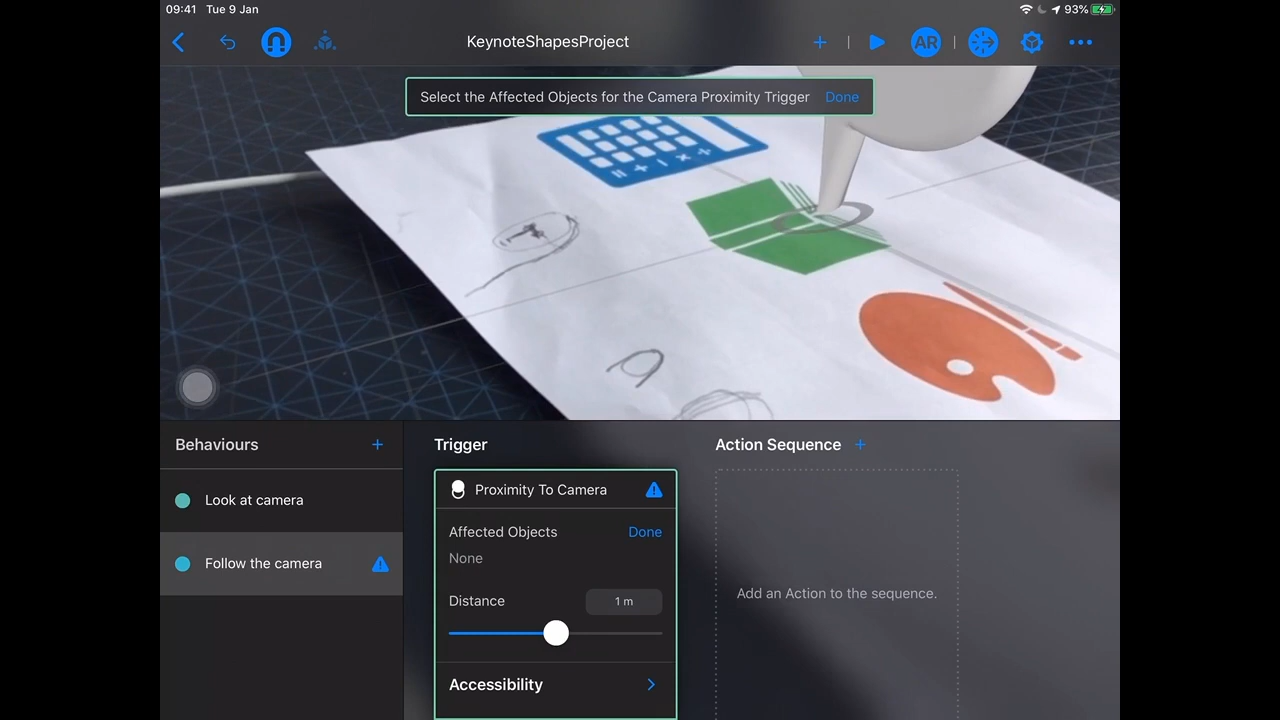 09:41 Tue 9 Jan
93%
KeynoteShapesProject
AR
Select the Affected Objects for the Camera Proximity Trigger Done
Behaviours
Look at camera
Follow the camera
Trigger
Proximity To Camera
Affected Objects Done
None
Distance 1 m
Accessibility
Action Sequence
Add an Action to the sequence.